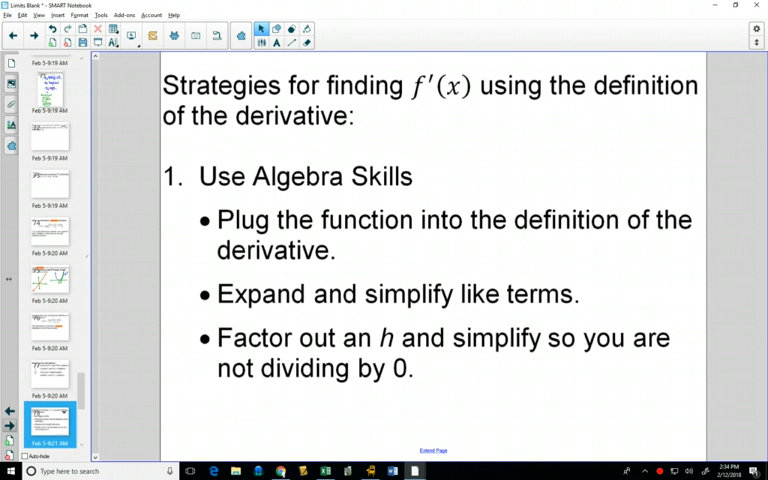 Limits Blank * - SMART Notebook
File Edit View Insert Format Tools Add-ons Account Help
Feb 5-9:19 AM
Feb 5-9:19 AM
Feb 5-9:19 AM
Feb 5-9:19 AM
Feb 5-9:20 AM
Feb 5-9:20 AM
Feb 5-9:20 AM
Feb 5-9:20 AM
Feb 5-9:21 AM
Auto-hide
Strategies for finding f′(x) using the definition
of the derivative:
1. Use Algebra Skills
• Plug the function into the definition of the
derivative.
• Expand and simplify like terms.
• Factor out an h and simplify so you are
not dividing by 0.
Extend Page
Type here to search
2:34 PM
2/12/2018